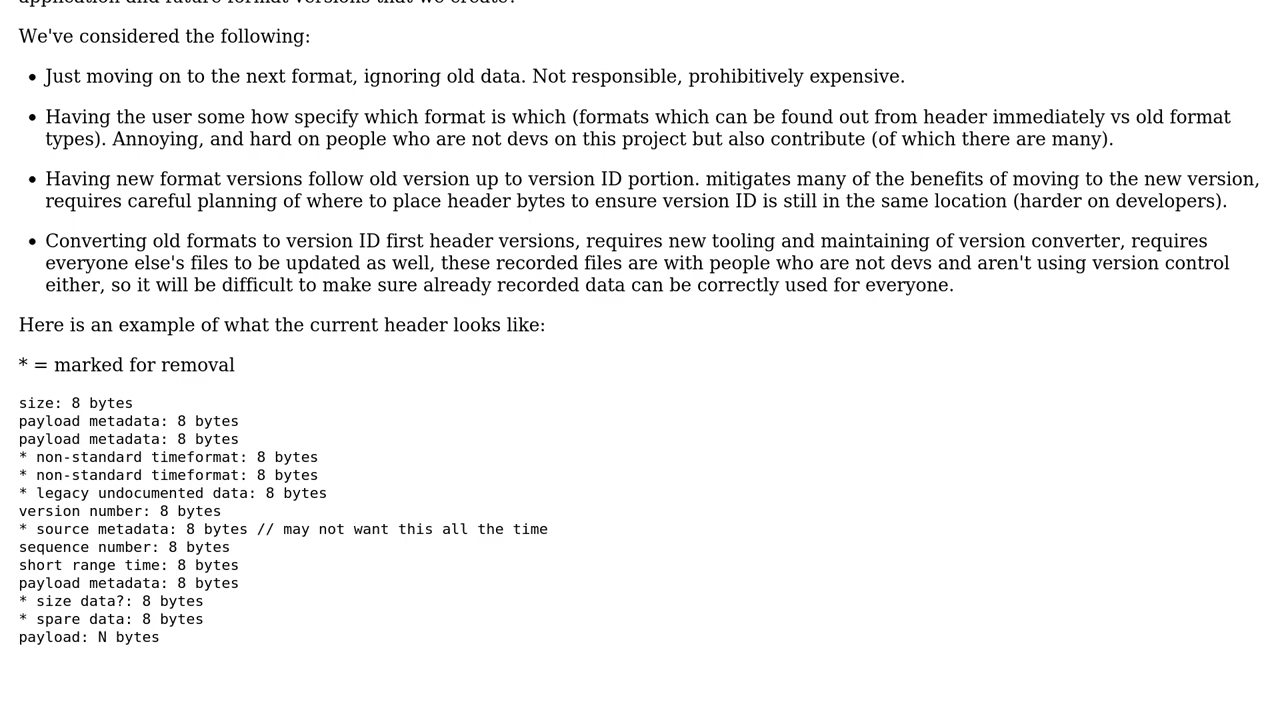 application and future format versions that we create?
We've considered the following:
• Just moving on to the next format, ignoring old data. Not responsible, prohibitively expensive.
• Having the user some how specify which format is which (formats which can be found out from header immediately vs old format
types). Annoying, and hard on people who are not devs on this project but also contribute (of which there are many).
• Having new format versions follow old version up to version ID portion. mitigates many of the benefits of moving to the new version,
requires careful planning of where to place header bytes to ensure version ID is still in the same location (harder on developers).
• Converting old formats to version ID first header versions, requires new tooling and maintaining of version converter, requires
everyone else's files to be updated as well, these recorded files are with people who are not devs and aren't using version control
either, so it will be difficult to make sure already recorded data can be correctly used for everyone.
Here is an example of what the current header looks like:
* = marked for removal
size: 8 bytes
payload metadata: 8 bytes
payload metadata: 8 bytes
* non-standard timeformat: 8 bytes
* non-standard timeformat: 8 bytes
* legacy undocumented data: 8 bytes
version number: 8 bytes
* source metadata: 8 bytes // may not want this all the time
sequence number: 8 bytes
short range time: 8 bytes
payload metadata: 8 bytes
* size data?: 8 bytes
* spare data: 8 bytes
payload: N bytes